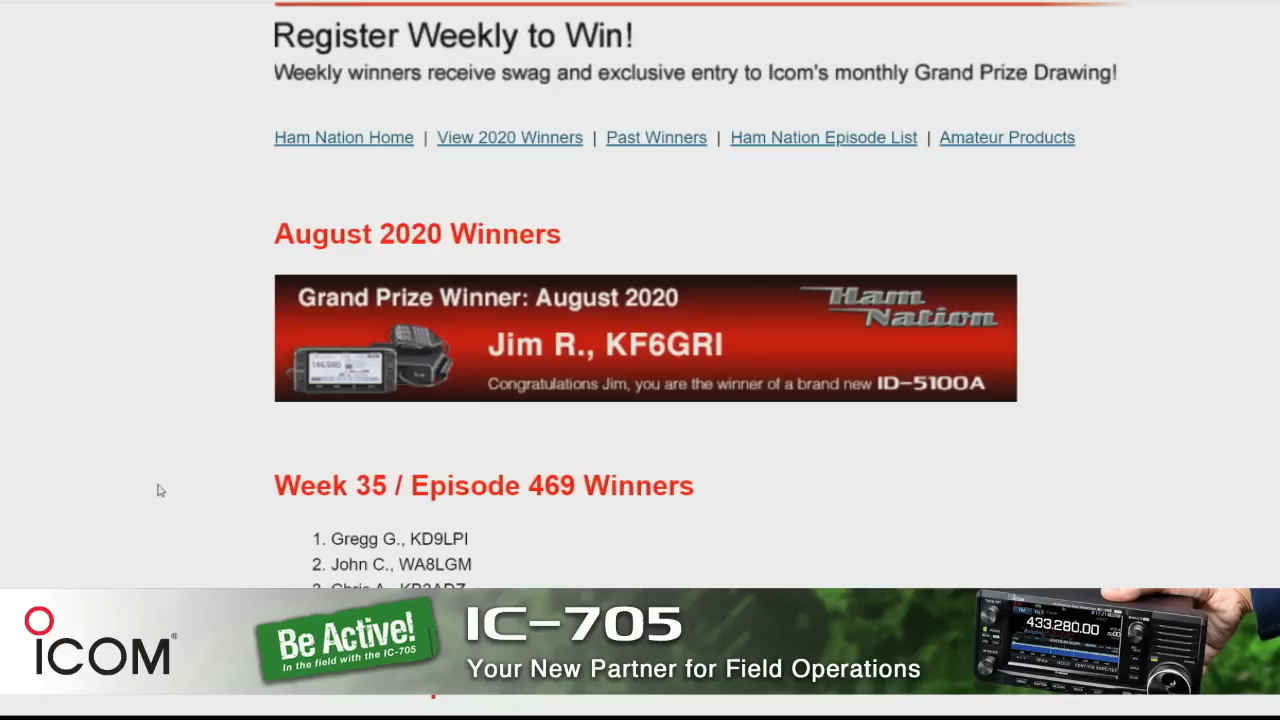 Register Weekly to Win!
Weekly winners receive swag and exclusive entry to Icom's monthly Grand Prize Drawing!
Ham Nation Home | View 2020 Winners | Past Winners | Ham Nation Episode List | Amateur Products
August 2020 Winners
Grand Prize Winner: August 2020
Ham Nation
Jim R., KF6GRI
Congratulations Jim, you are the winner of a brand new ID-5100A
Week 35 / Episode 469 Winners
1. Gregg G., KD9LPI
2. John C., WA8LGM
ICOM®
Be Active!
In the field with the IC-705
IC-705
Your New Partner for Field Operations
433.280.00